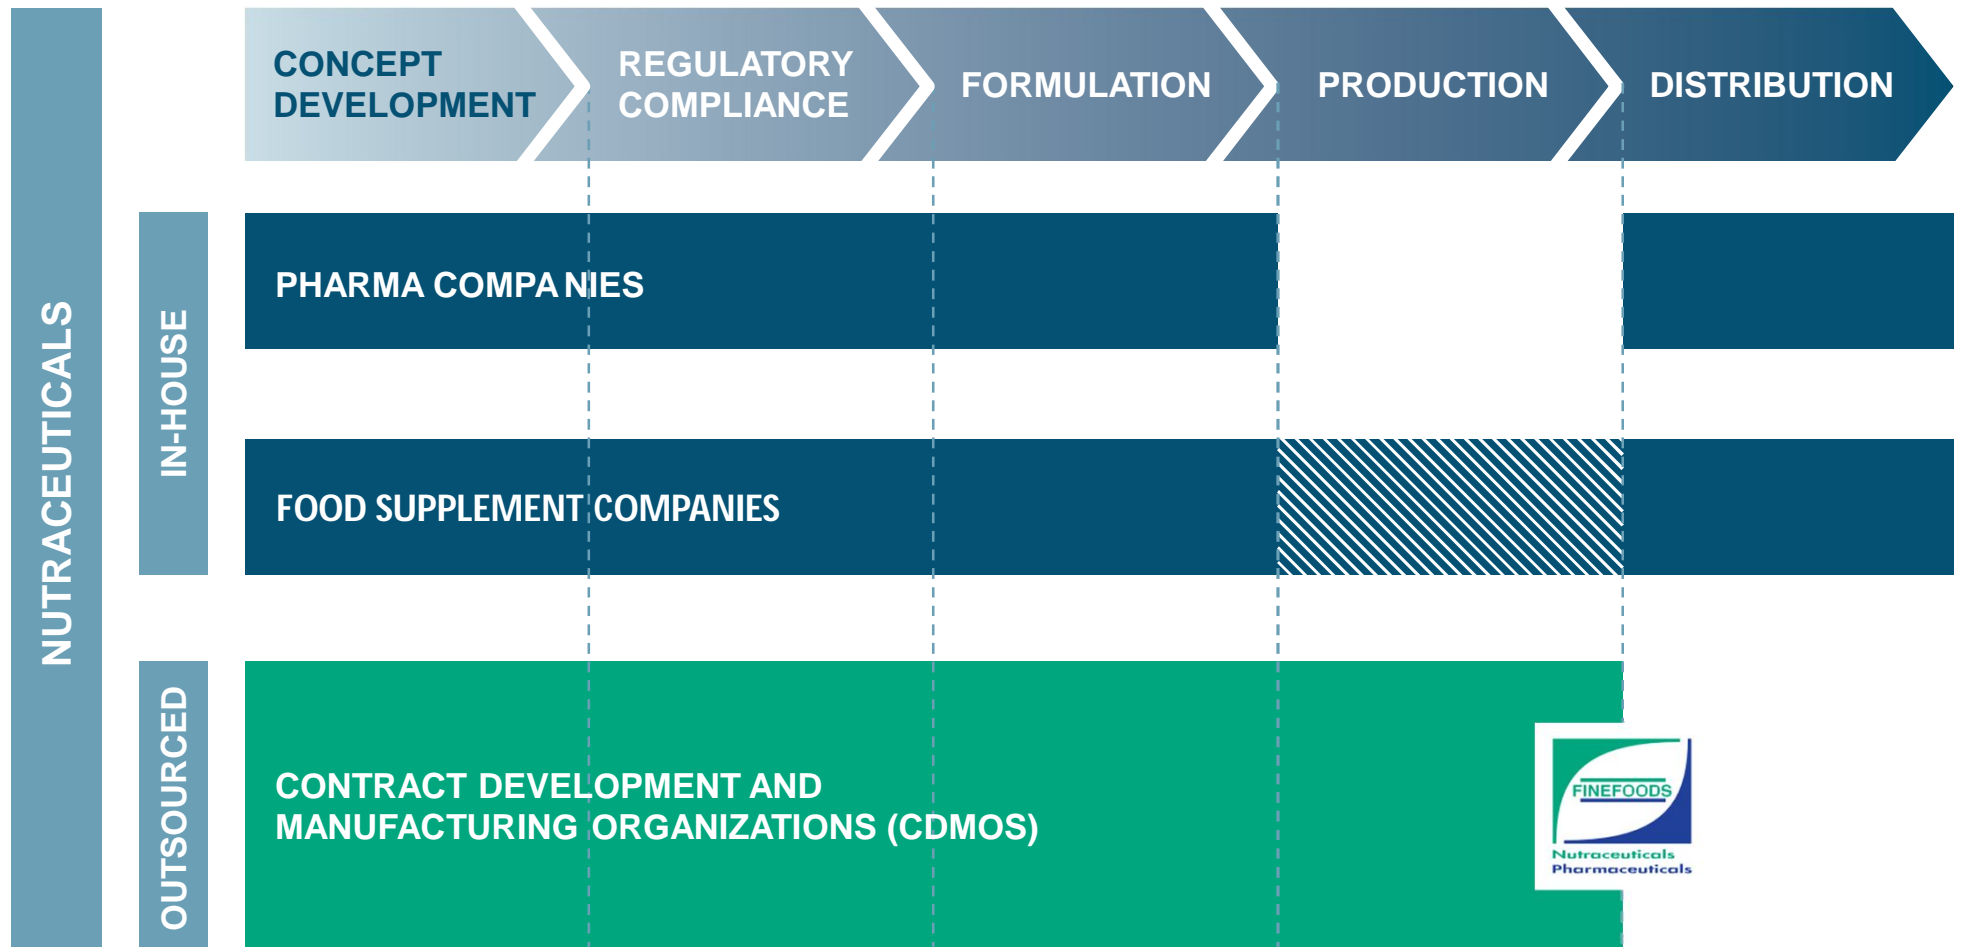 CONCEPT
DEVELOPMENT
REGULATORY
COMPLIANCE
FORMULATION
PRODUCTION
DISTRIBUTION
NUTRACEUTICALS
IN-HOUSE
PHARMA COMPANIES
FOOD SUPPLEMENT COMPANIES
OUTSOURCED
CONTRACT DEVELOPMENT AND
MANUFACTURING ORGANIZATIONS (CDMOS)
FINEFOODS
Nutraceuticals
Pharmaceuticals